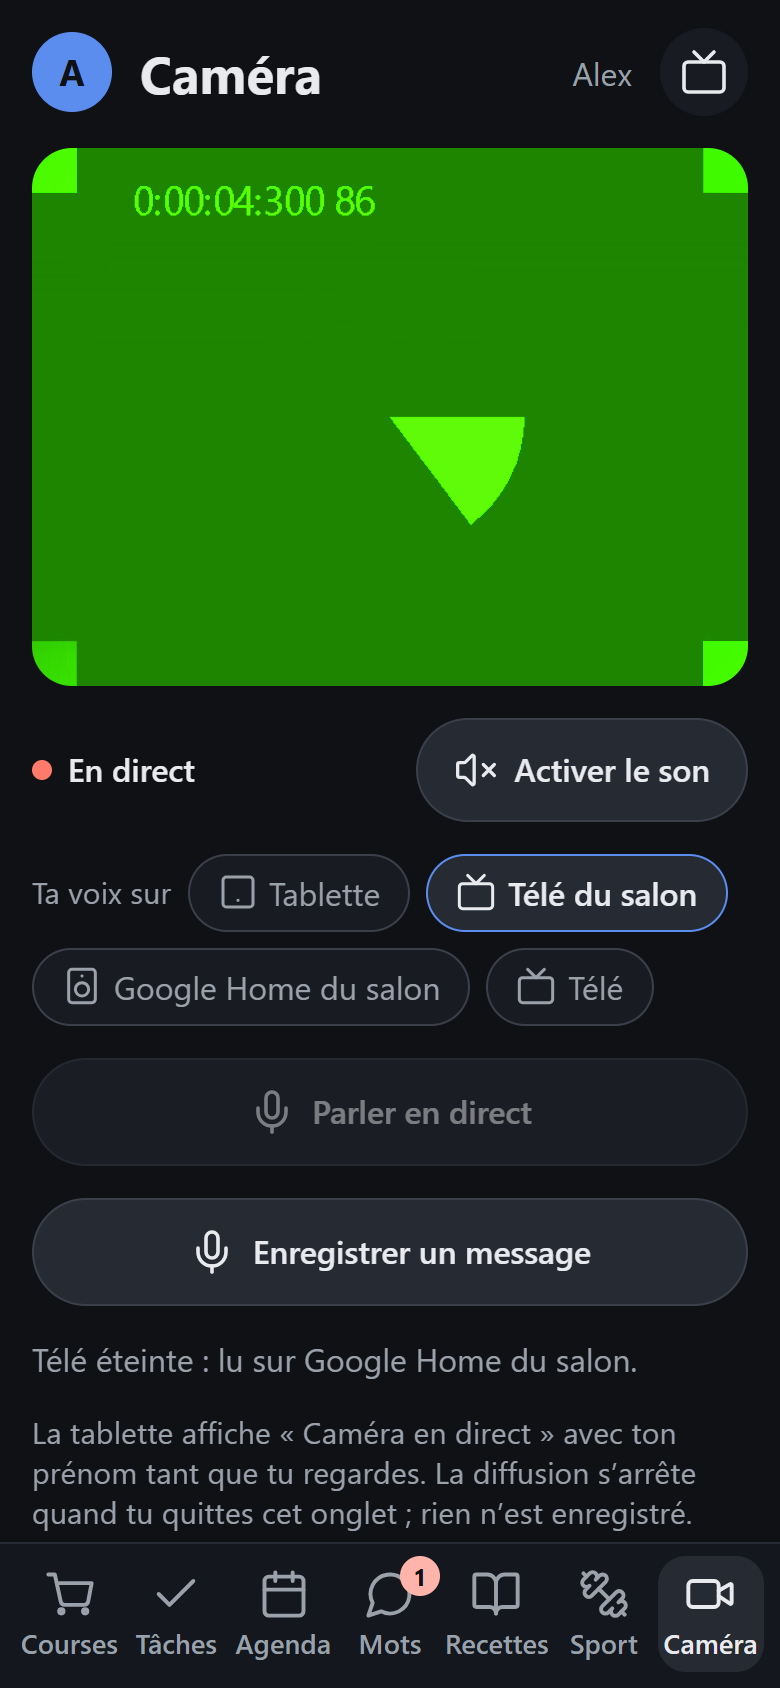 A
Caméra
Alex
0:00:04:300 86
En direct
Activer le son
Ta voix sur
Tablette
Télé du salon
Google Home du salon
Télé
Parler en direct
Enregistrer un message
Télé éteinte : lu sur Google Home du salon.
La tablette affiche « Caméra en direct » avec ton
prénom tant que tu regardes. La diffusion s’arrête
quand tu quittes cet onglet ; rien n’est enregistré.
1
Courses
Tâches
Agenda
Mots
Recettes
Sport
Caméra